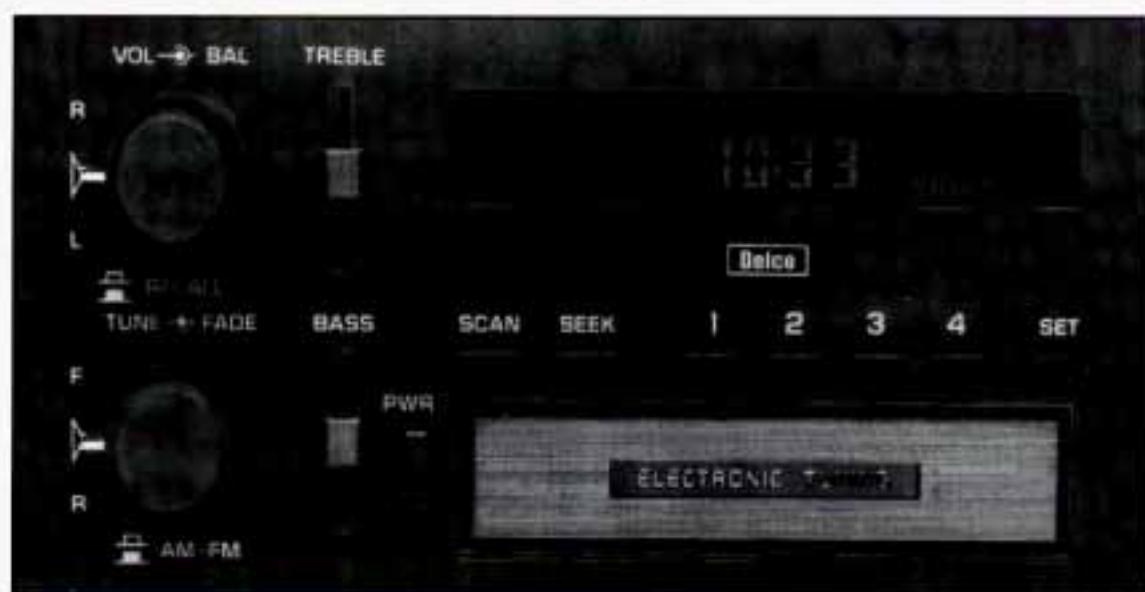 VOL BAL TREBLE
R
10:33
L
Delco
RECALL
TUNE FADE BASS SCAN SEEK 1 2 3 4 SET
F
PWR
ELECTRONIC
R
AM FM